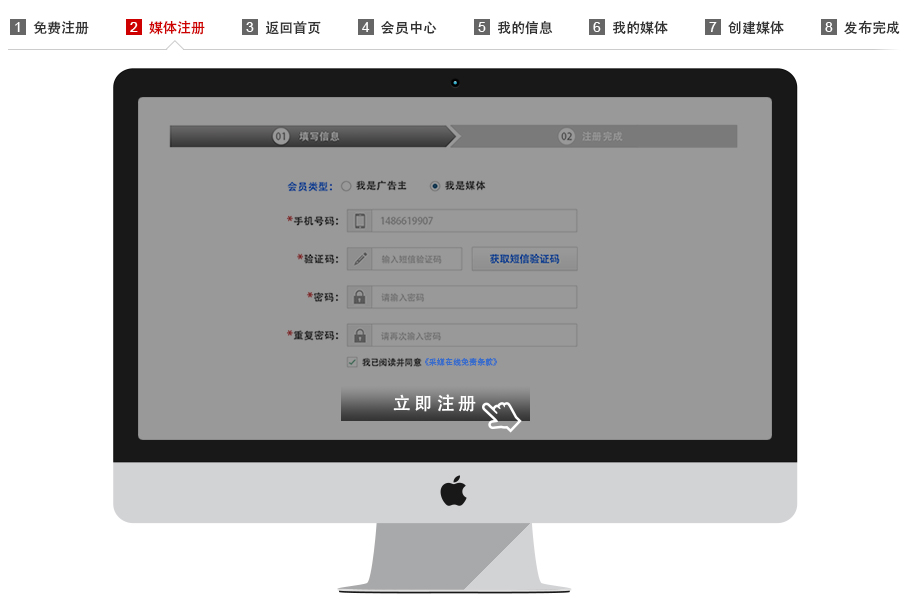 1 免费注册 2 媒体注册 3 返回首页 4 会员中心 5 我的信息 6 我的媒体 7 创建媒体 8 发布完成
01 填写信息 02 注册完成
会员类型: 我是广告主 我是媒体
*手机号码: 1486619907
*验证码: 输入短信验证码 获取短信验证码
*密码: 请输入密码
*重复密码: 请再次输入密码
我已阅读并同意《采媒在线免费条款》
立即注册